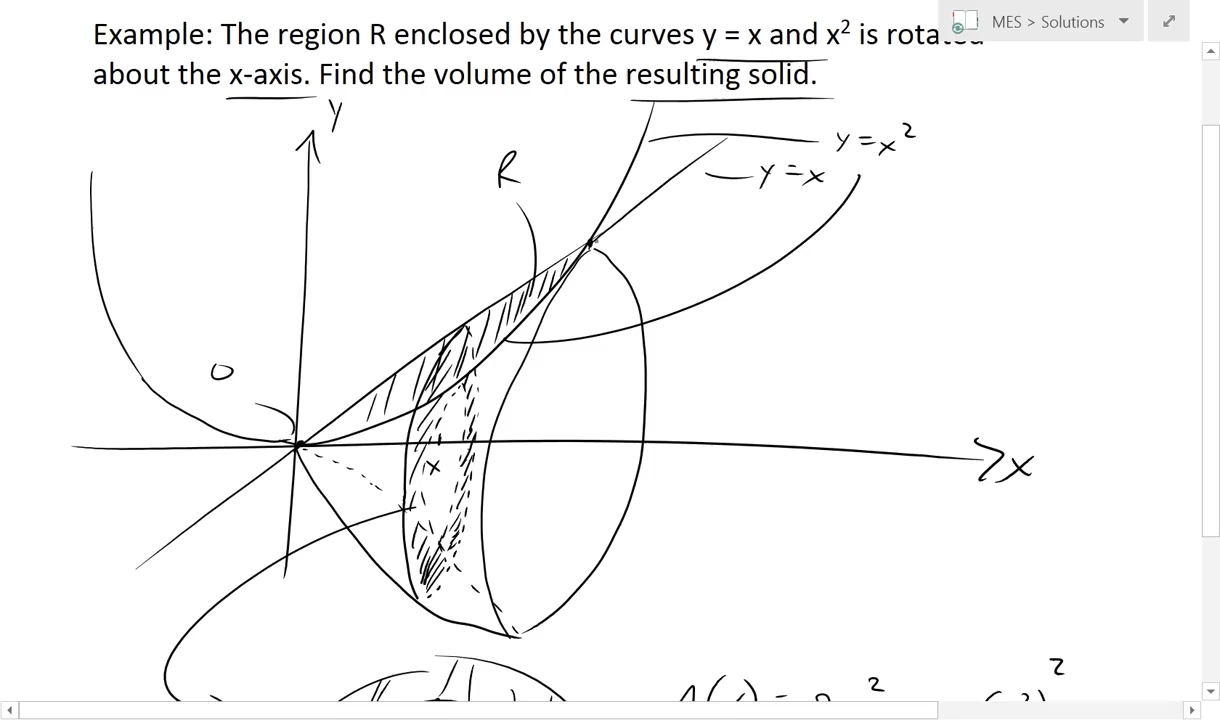 MES > Solutions
Example: The region R enclosed by the curves y = x and x² is rotated
about the x-axis. Find the volume of the resulting solid.
y
y = x²
R
y = x
O
x
x